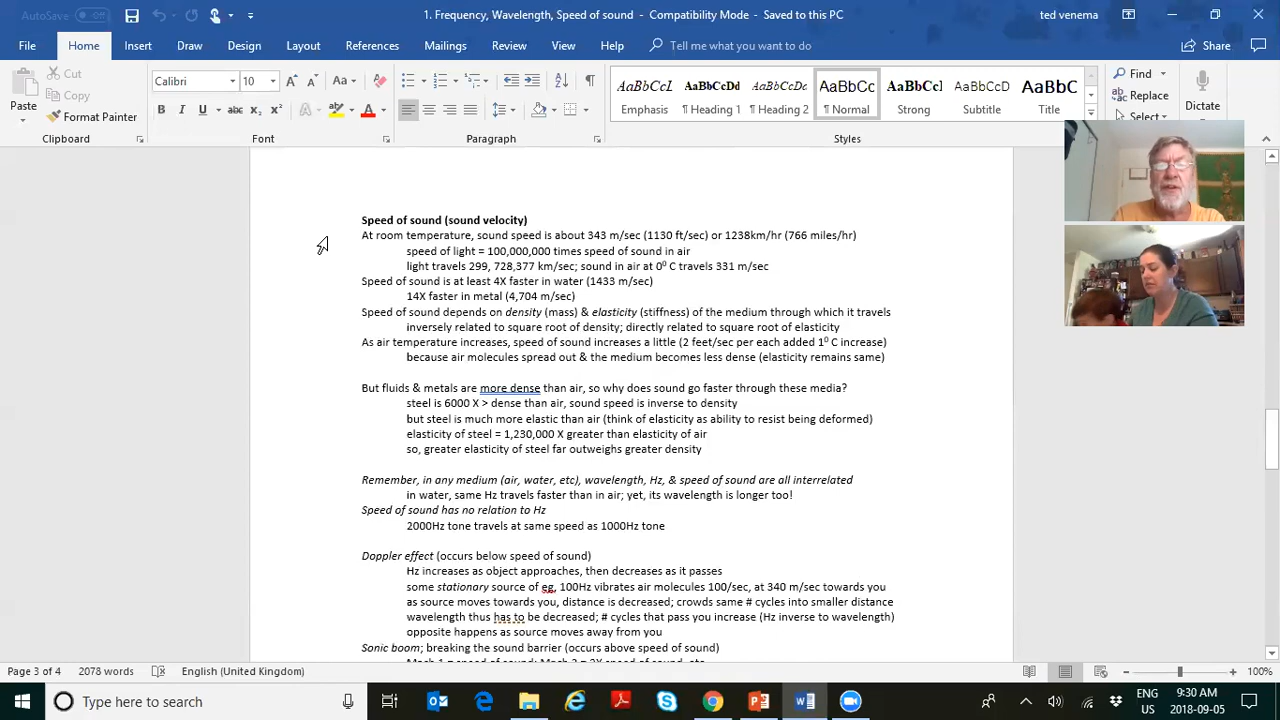 AutoSave Off
1. Frequency, Wavelength, Speed of sound - Compatibility Mode - Saved to this PC
ted venema
File Home Insert Draw Design Layout References Mailings Review View Help Tell me what you want to do Share
Paste
Cut
Copy
Format Painter
Calibri 10
AaBbCcL AaBbCcDd AaBbCcDc AaBbCc AaBbCcl AaBbCcDd AaBbCc
Emphasis Heading 1 Heading 2 Normal Strong Subtitle Title
Find
Replace
Select
Dictate
Clipboard Font Paragraph Styles
Speed of sound (sound velocity)
At room temperature, sound speed is about 343 m/sec (1130 ft/sec) or 1238km/hr (766 miles/hr)
speed of light = 100,000,000 times speed of sound in air
light travels 299, 728,377 km/sec; sound in air at 0⁰ C travels 331 m/sec
Speed of sound is at least 4X faster in water (1433 m/sec)
14X faster in metal (4,704 m/sec)
Speed of sound depends on density (mass) & elasticity (stiffness) of the medium through which it travels
inversely related to square root of density; directly related to square root of elasticity
As air temperature increases, speed of sound increases a little (2 feet/sec per each added 1⁰ C increase)
because air molecules spread out & the medium becomes less dense (elasticity remains same)
But fluids & metals are more dense than air, so why does sound go faster through these media?
steel is 6000 X > dense than air, sound speed is inverse to density
but steel is much more elastic than air (think of elasticity as ability to resist being deformed)
elasticity of steel = 1,230,000 X greater than elasticity of air
so, greater elasticity of steel far outweighs greater density
Remember, in any medium (air, water, etc), wavelength, Hz, & speed of sound are all interrelated
in water, same Hz travels faster than in air; yet, its wavelength is longer too!
Speed of sound has no relation to Hz
2000Hz tone travels at same speed as 1000Hz tone
Doppler effect (occurs below speed of sound)
Hz increases as object approaches, then decreases as it passes
some stationary source of eg, 100Hz vibrates air molecules 100/sec, at 340 m/sec towards you
as source moves towards you, distance is decreased; crowds same # cycles into smaller distance
wavelength thus has to be decreased; # cycles that pass you increase (Hz inverse to wavelength)
opposite happens as source moves away from you
Sonic boom; breaking the sound barrier (occurs above speed of sound)
Page 3 of 4 2078 words English (United Kingdom) 100%
Type here to search
ENG
US
9:30 AM
2018-09-05